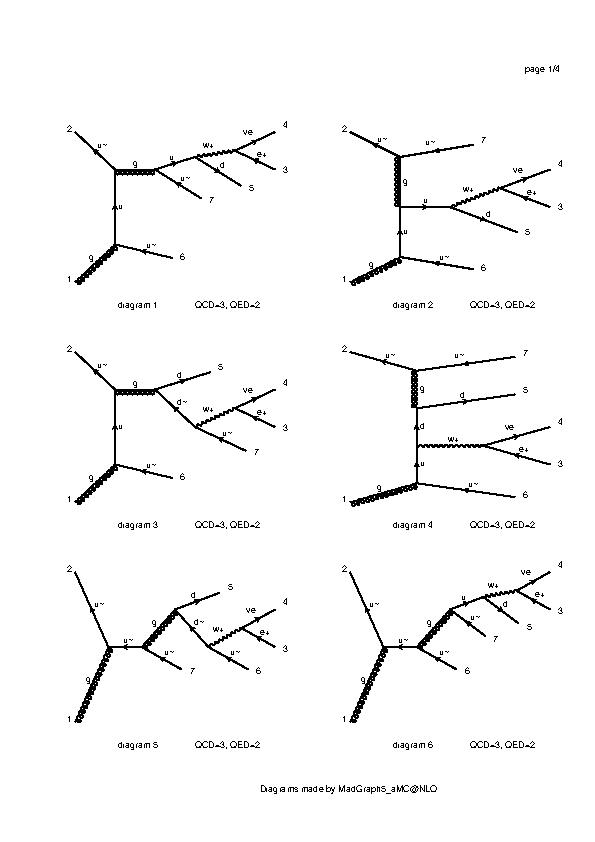 page 1/4
2
u~
g
u
w+
ve
4
e+
3
d
5
u~
7
u
u~
6
g
1
diagram 1 QCD=3, QED=2
2
u~
u~
7
g
ve
4
w+
e+
3
u
d
5
u
u~
6
g
1
diagram 2 QCD=3, QED=2
2
u~
g
d
5
d~
ve
4
w+
e+
3
u~
7
u
u~
6
g
1
diagram 3 QCD=3, QED=2
2
u~
u~
7
g
d
5
d
ve
4
w+
e+
3
u
u~
6
g
1
diagram 4 QCD=3, QED=2
2
u~
d
5
g
d~
ve
4
w+
e+
3
u~
6
u~
u~
7
g
1
diagram 5 QCD=3, QED=2
2
u~
w+
ve
4
e+
3
u
d
5
g
u~
7
u~
u~
6
g
1
diagram 6 QCD=3, QED=2
Diagrams made by MadGraph5_aMC@NLO